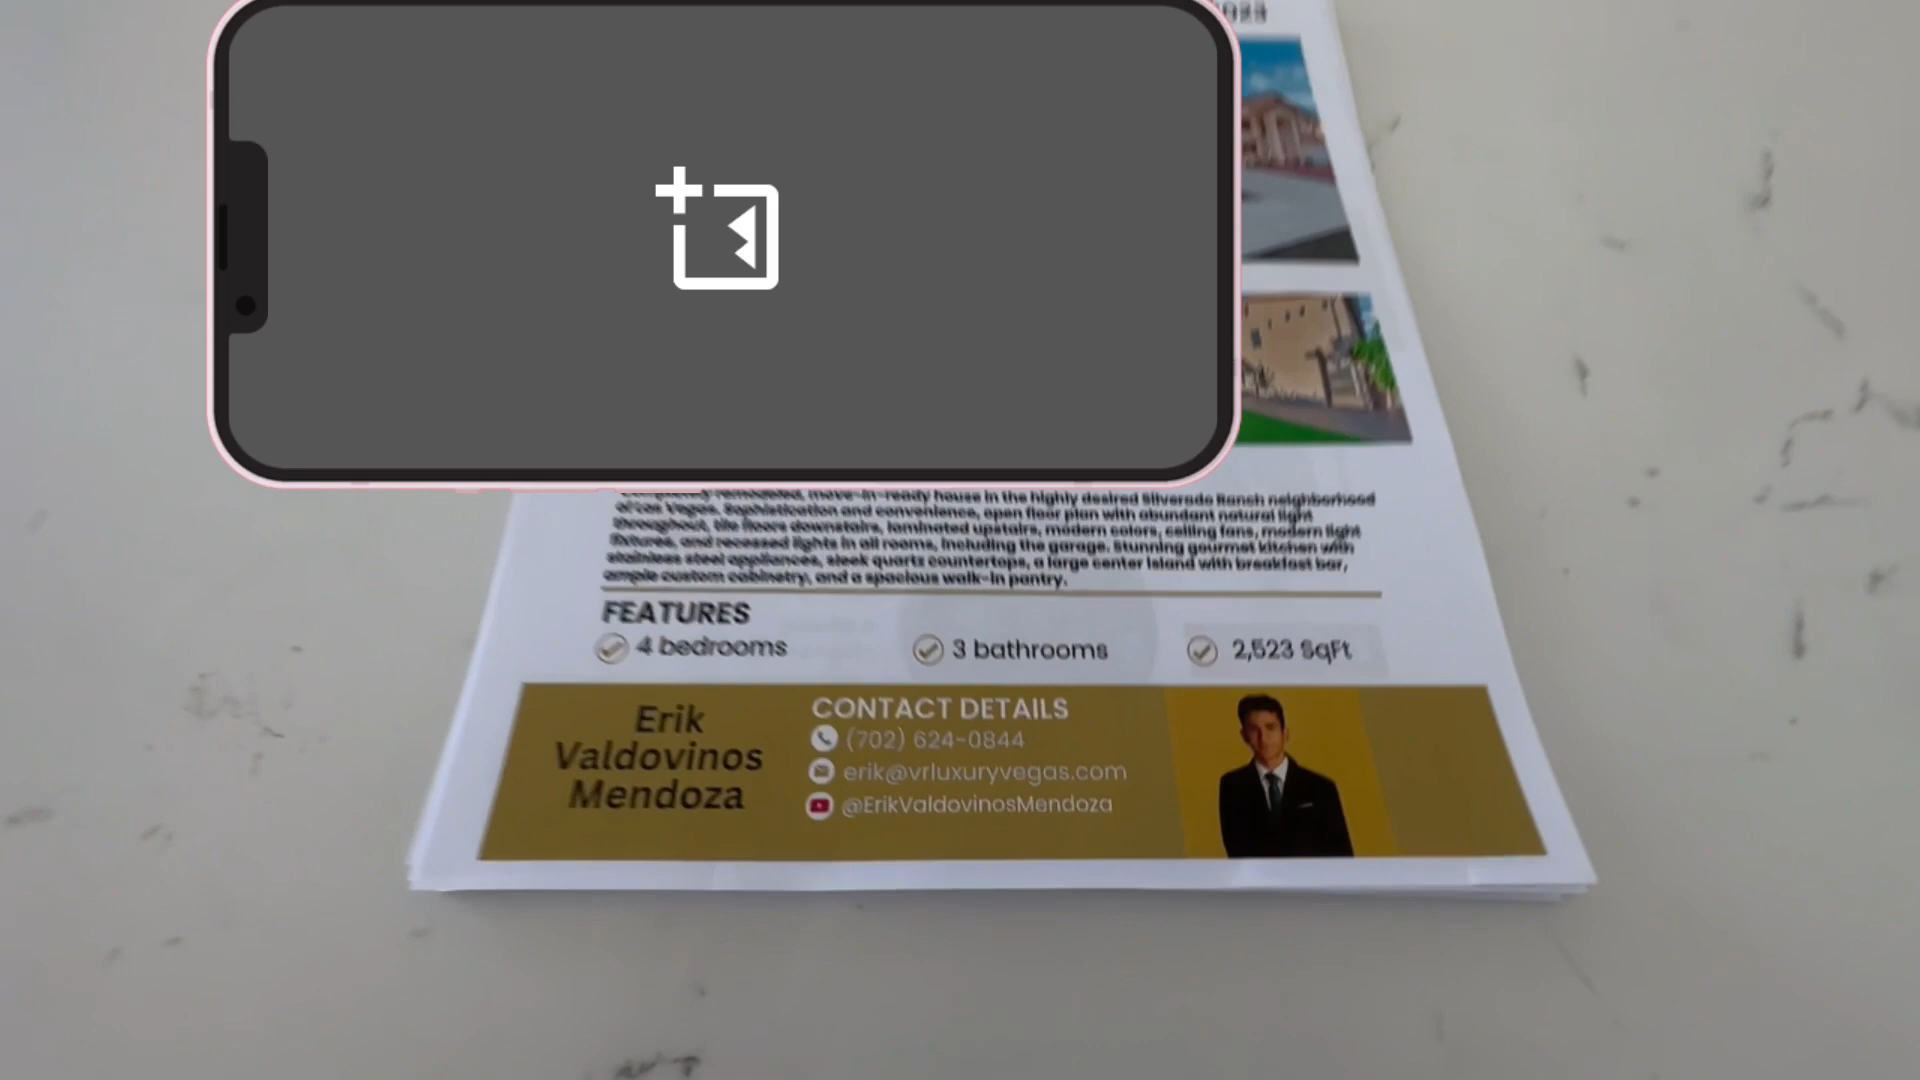 remodeled, move-in-ready house in the highly desired Silverado Ranch neighborhood
of Las Vegas. Sophistication and convenience, open floor plan with abundant natural light
throughout, tile floors downstairs, laminated upstairs, modern colors, ceiling fans, modern light
fixtures, and recessed lights in all rooms, including the garage. Stunning gourmet kitchen with
stainless steel appliances, sleek quartz countertops, a large center island with breakfast bar,
ample custom cabinetry, and a spacious walk-in pantry.
FEATURES
4 bedrooms 3 bathrooms 2,523 SqFt
Erik
Valdovinos
Mendoza
CONTACT DETAILS
(702) 624-0844
erik@vrluxuryvegas.com
@ErikValdovinosMendoza